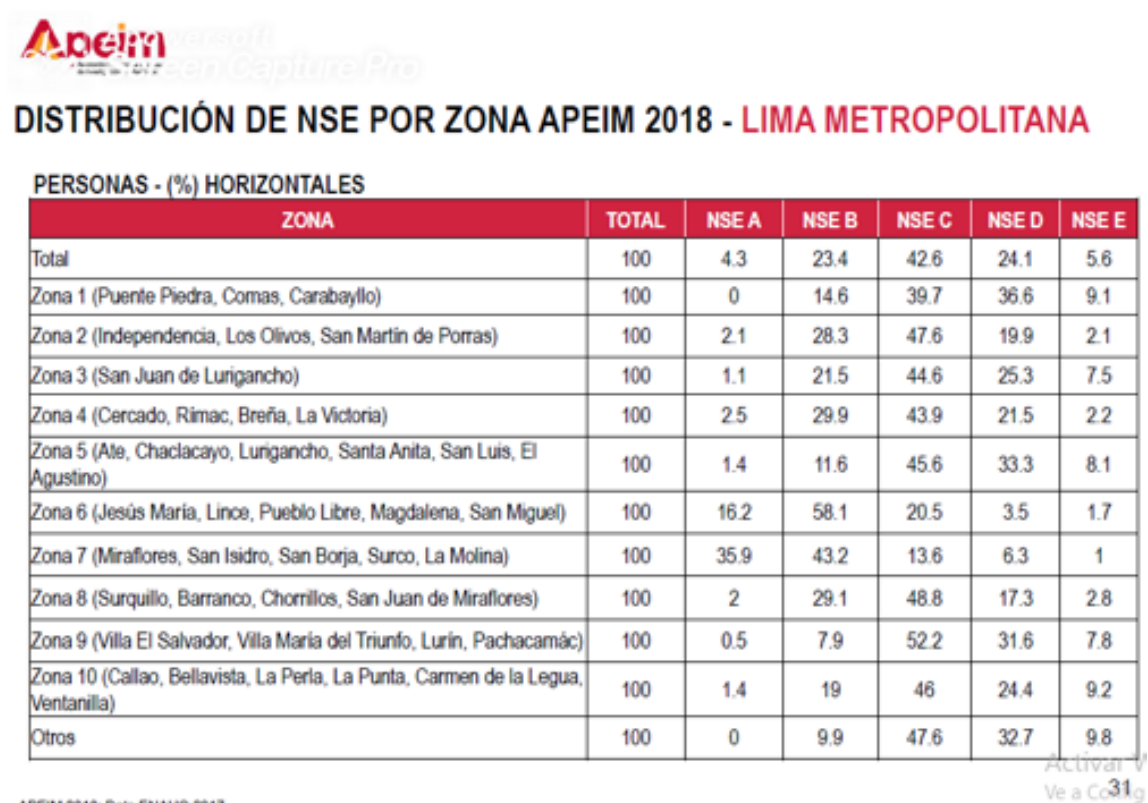 Apeim
Apowersoft
Screen Capture Pro
DISTRIBUCIÓN DE NSE POR ZONA APEIM 2018 - LIMA METROPOLITANA
PERSONAS - (%) HORIZONTALES
ZONA TOTAL NSE A NSE B NSE C NSE D NSE E
Total 100 4.3 23.4 42.6 24.1 5.6
Zona 1 (Puente Piedra, Comas, Carabayllo) 100 0 14.6 39.7 36.6 9.1
Zona 2 (Independencia, Los Olivos, San Martín de Porras) 100 2.1 28.3 47.6 19.9 2.1
Zona 3 (San Juan de Lurigancho) 100 1.1 21.5 44.6 25.3 7.5
Zona 4 (Cercado, Rímac, Breña, La Victoria) 100 2.5 29.9 43.9 21.5 2.2
Zona 5 (Ate, Chaclacayo, Lurigancho, Santa Anita, San Luis, El
Agustino) 100 1.4 11.6 45.6 33.3 8.1
Zona 6 (Jesús María, Lince, Pueblo Libre, Magdalena, San Miguel) 100 16.2 58.1 20.5 3.5 1.7
Zona 7 (Miraflores, San Isidro, San Borja, Surco, La Molina) 100 35.9 43.2 13.6 6.3 1
Zona 8 (Surquillo, Barranco, Chorrillos, San Juan de Miraflores) 100 2 29.1 48.8 17.3 2.8
Zona 9 (Villa El Salvador, Villa María del Triunfo, Lurín, Pachacamác) 100 0.5 7.9 52.2 31.6 7.8
Zona 10 (Callao, Bellavista, La Perla, La Punta, Carmen de la Legua,
Ventanilla) 100 1.4 19 46 24.4 9.2
Otros 100 0 9.9 47.6 32.7 9.8
Activar W
Ve a Config
31